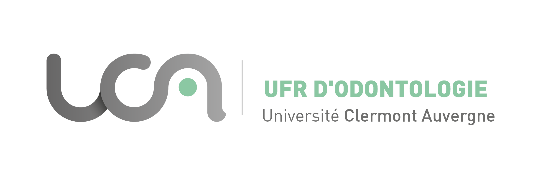 UCA
UFR D'ODONTOLOGIE
Université Clermont Auvergne